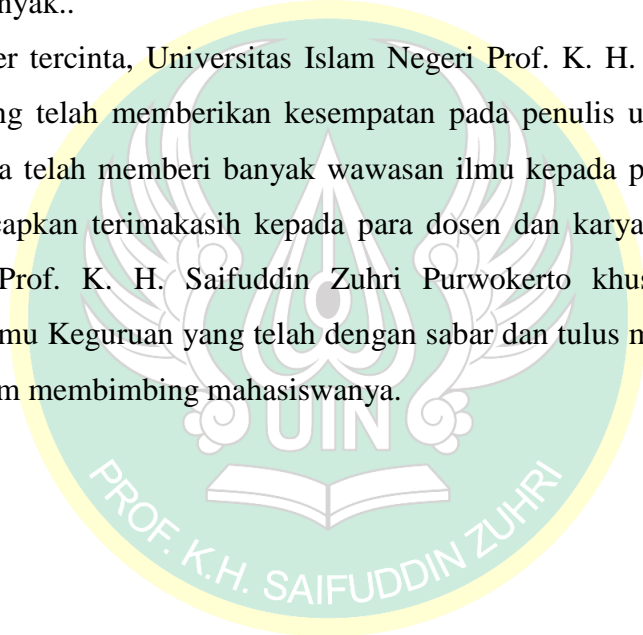 nyak..
er tercinta, Universitas Islam Negeri Prof. K. H.
ng telah memberikan kesempatan pada penulis u
a telah memberi banyak wawasan ilmu kepada p
capkan terimakasih kepada para dosen dan karya
Prof. K. H. Saifuddin Zuhri Purwokerto khus
mu Keguruan yang telah dengan sabar dan tulus m
m membimbing mahasiswanya.
UIN
PROF. K.H. SAIFUDDIN ZUHRI